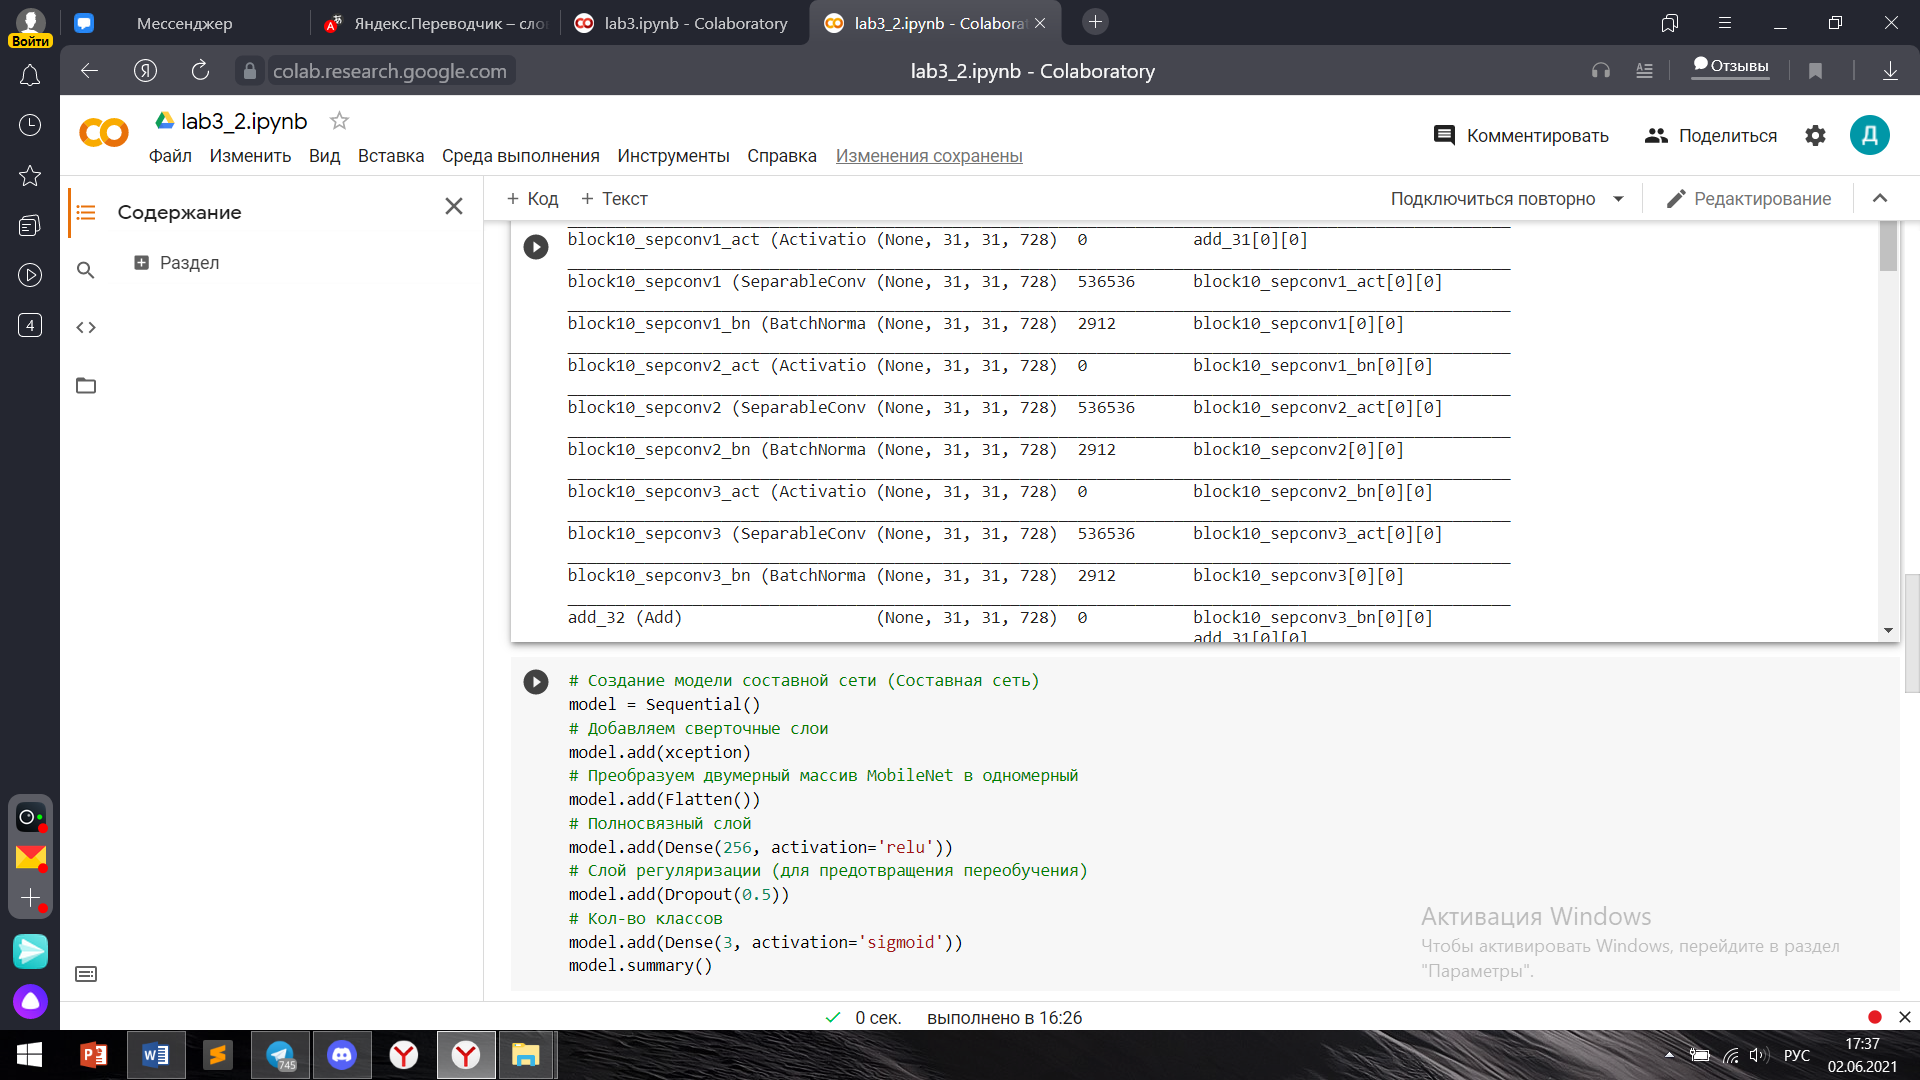 Войти
Мессенджер
Яндекс.Переводчик – сло
lab3.ipynb - Colaboratory
lab3_2.ipynb - Colabora
colab.research.google.com
lab3_2.ipynb - Colaboratory
Отзывы
lab3_2.ipynb
Комментировать
Поделиться
Д
Файл Изменить Вид Вставка Среда выполнения Инструменты Справка Изменения сохранены
Содержание
+ Код + Текст
Подключиться повторно
Редактирование
Раздел
4
block10_sepconv1_act (Activatio (None, 31, 31, 728) 0 add_31[0][0]
block10_sepconv1 (SeparableConv (None, 31, 31, 728) 536536 block10_sepconv1_act[0][0]
block10_sepconv1_bn (BatchNorma (None, 31, 31, 728) 2912 block10_sepconv1[0][0]
block10_sepconv2_act (Activatio (None, 31, 31, 728) 0 block10_sepconv1_bn[0][0]
block10_sepconv2 (SeparableConv (None, 31, 31, 728) 536536 block10_sepconv2_act[0][0]
block10_sepconv2_bn (BatchNorma (None, 31, 31, 728) 2912 block10_sepconv2[0][0]
block10_sepconv3_act (Activatio (None, 31, 31, 728) 0 block10_sepconv2_bn[0][0]
block10_sepconv3 (SeparableConv (None, 31, 31, 728) 536536 block10_sepconv3_act[0][0]
block10_sepconv3_bn (BatchNorma (None, 31, 31, 728) 2912 block10_sepconv3[0][0]
add_32 (Add) (None, 31, 31, 728) 0 block10_sepconv3_bn[0][0]
add_31[0][0]
# Создание модели составной сети (Составная сеть)
model = Sequential()
# Добавляем сверточные слои
model.add(xception)
# Преобразуем двумерный массив MobileNet в одномерный
model.add(Flatten())
# Полносвязный слой
model.add(Dense(256, activation='relu'))
# Слой регуляризации (для предотвращения переобучения)
model.add(Dropout(0.5))
# Кол-во классов
model.add(Dense(3, activation='sigmoid'))
model.summary()
Активация Windows
Чтобы активировать Windows, перейдите в раздел
"Параметры".
0 сек. выполнено в 16:26
745
РУС
17:37
02.06.2021